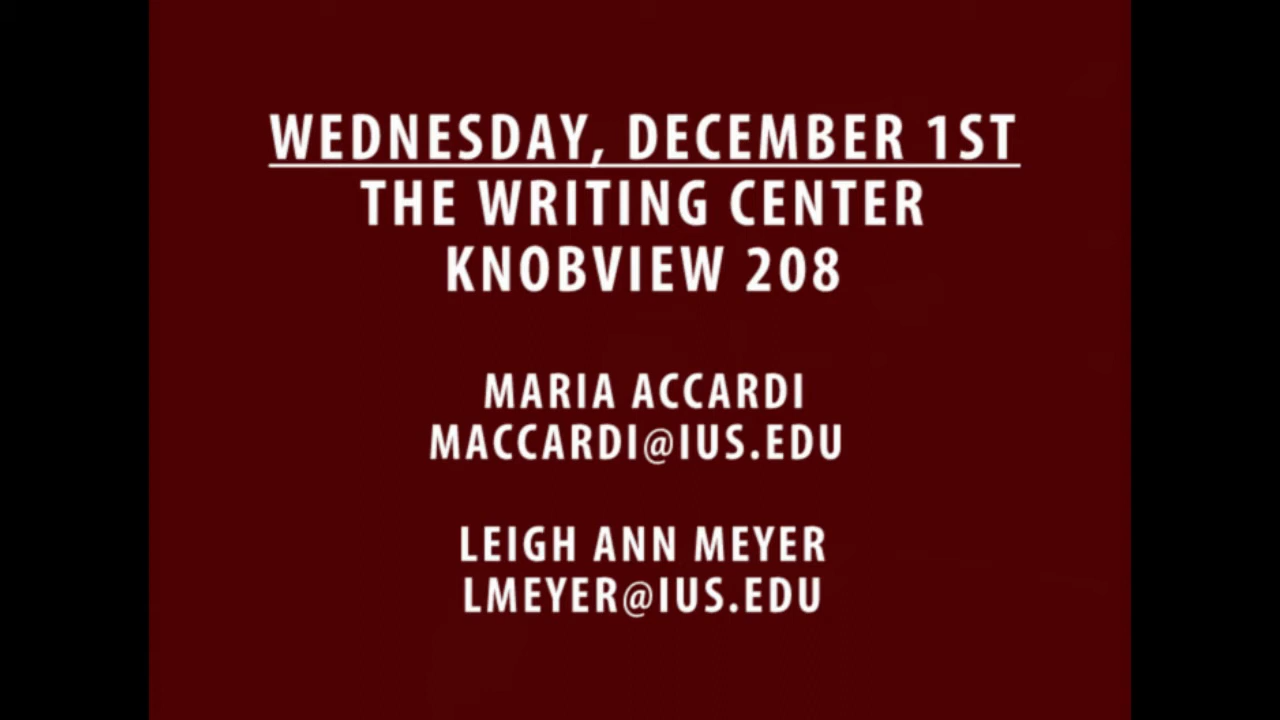 WEDNESDAY, DECEMBER 1ST
THE WRITING CENTER
KNOBVIEW 208
MARIA ACCARDI
MACCARDI@IUS.EDU
LEIGH ANN MEYER
LMEYER@IUS.EDU